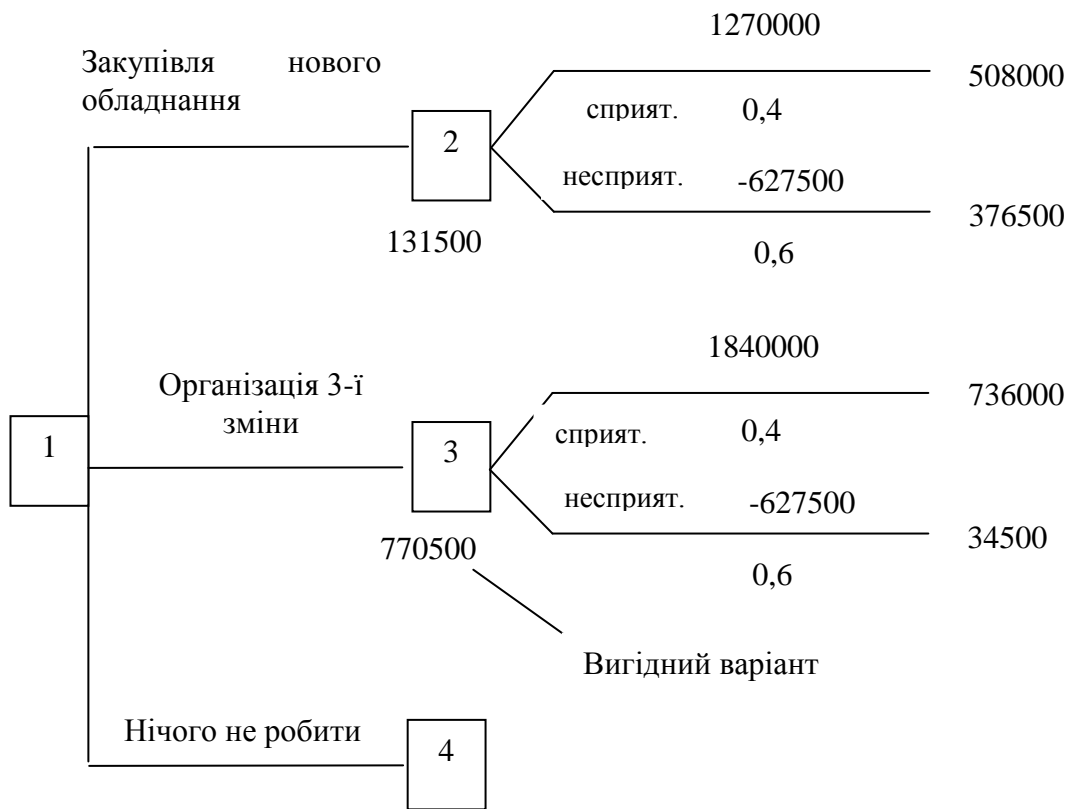 1270000
Закупівля нового
обладнання
508000
сприят. 0,4
2
несприят. -627500
376500
131500
0,6
1840000
Організація 3-ї
зміни
736000
1
сприят. 0,4
3
несприят. -627500
34500
770500
0,6
Вигідний варіант
Нічого не робити
4